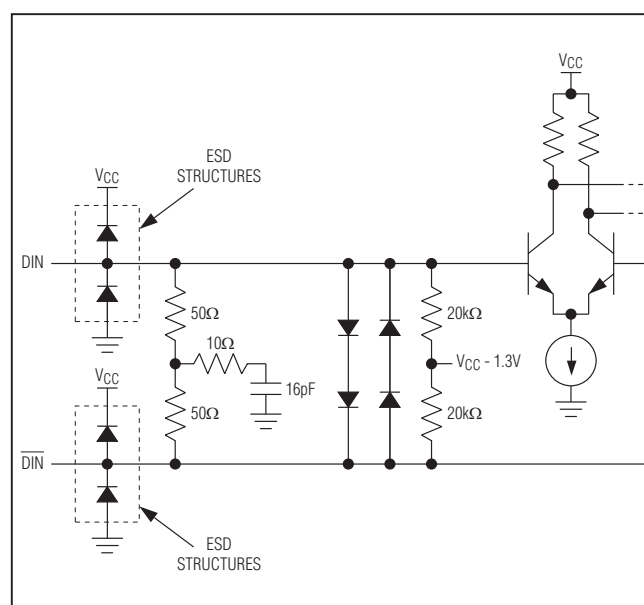 VCC
ESD
STRUCTURES
VCC
DIN
50Ω
20kΩ
10Ω
VCC - 1.3V
16pF
VCC
50Ω
20kΩ
DIN
ESD
STRUCTURES